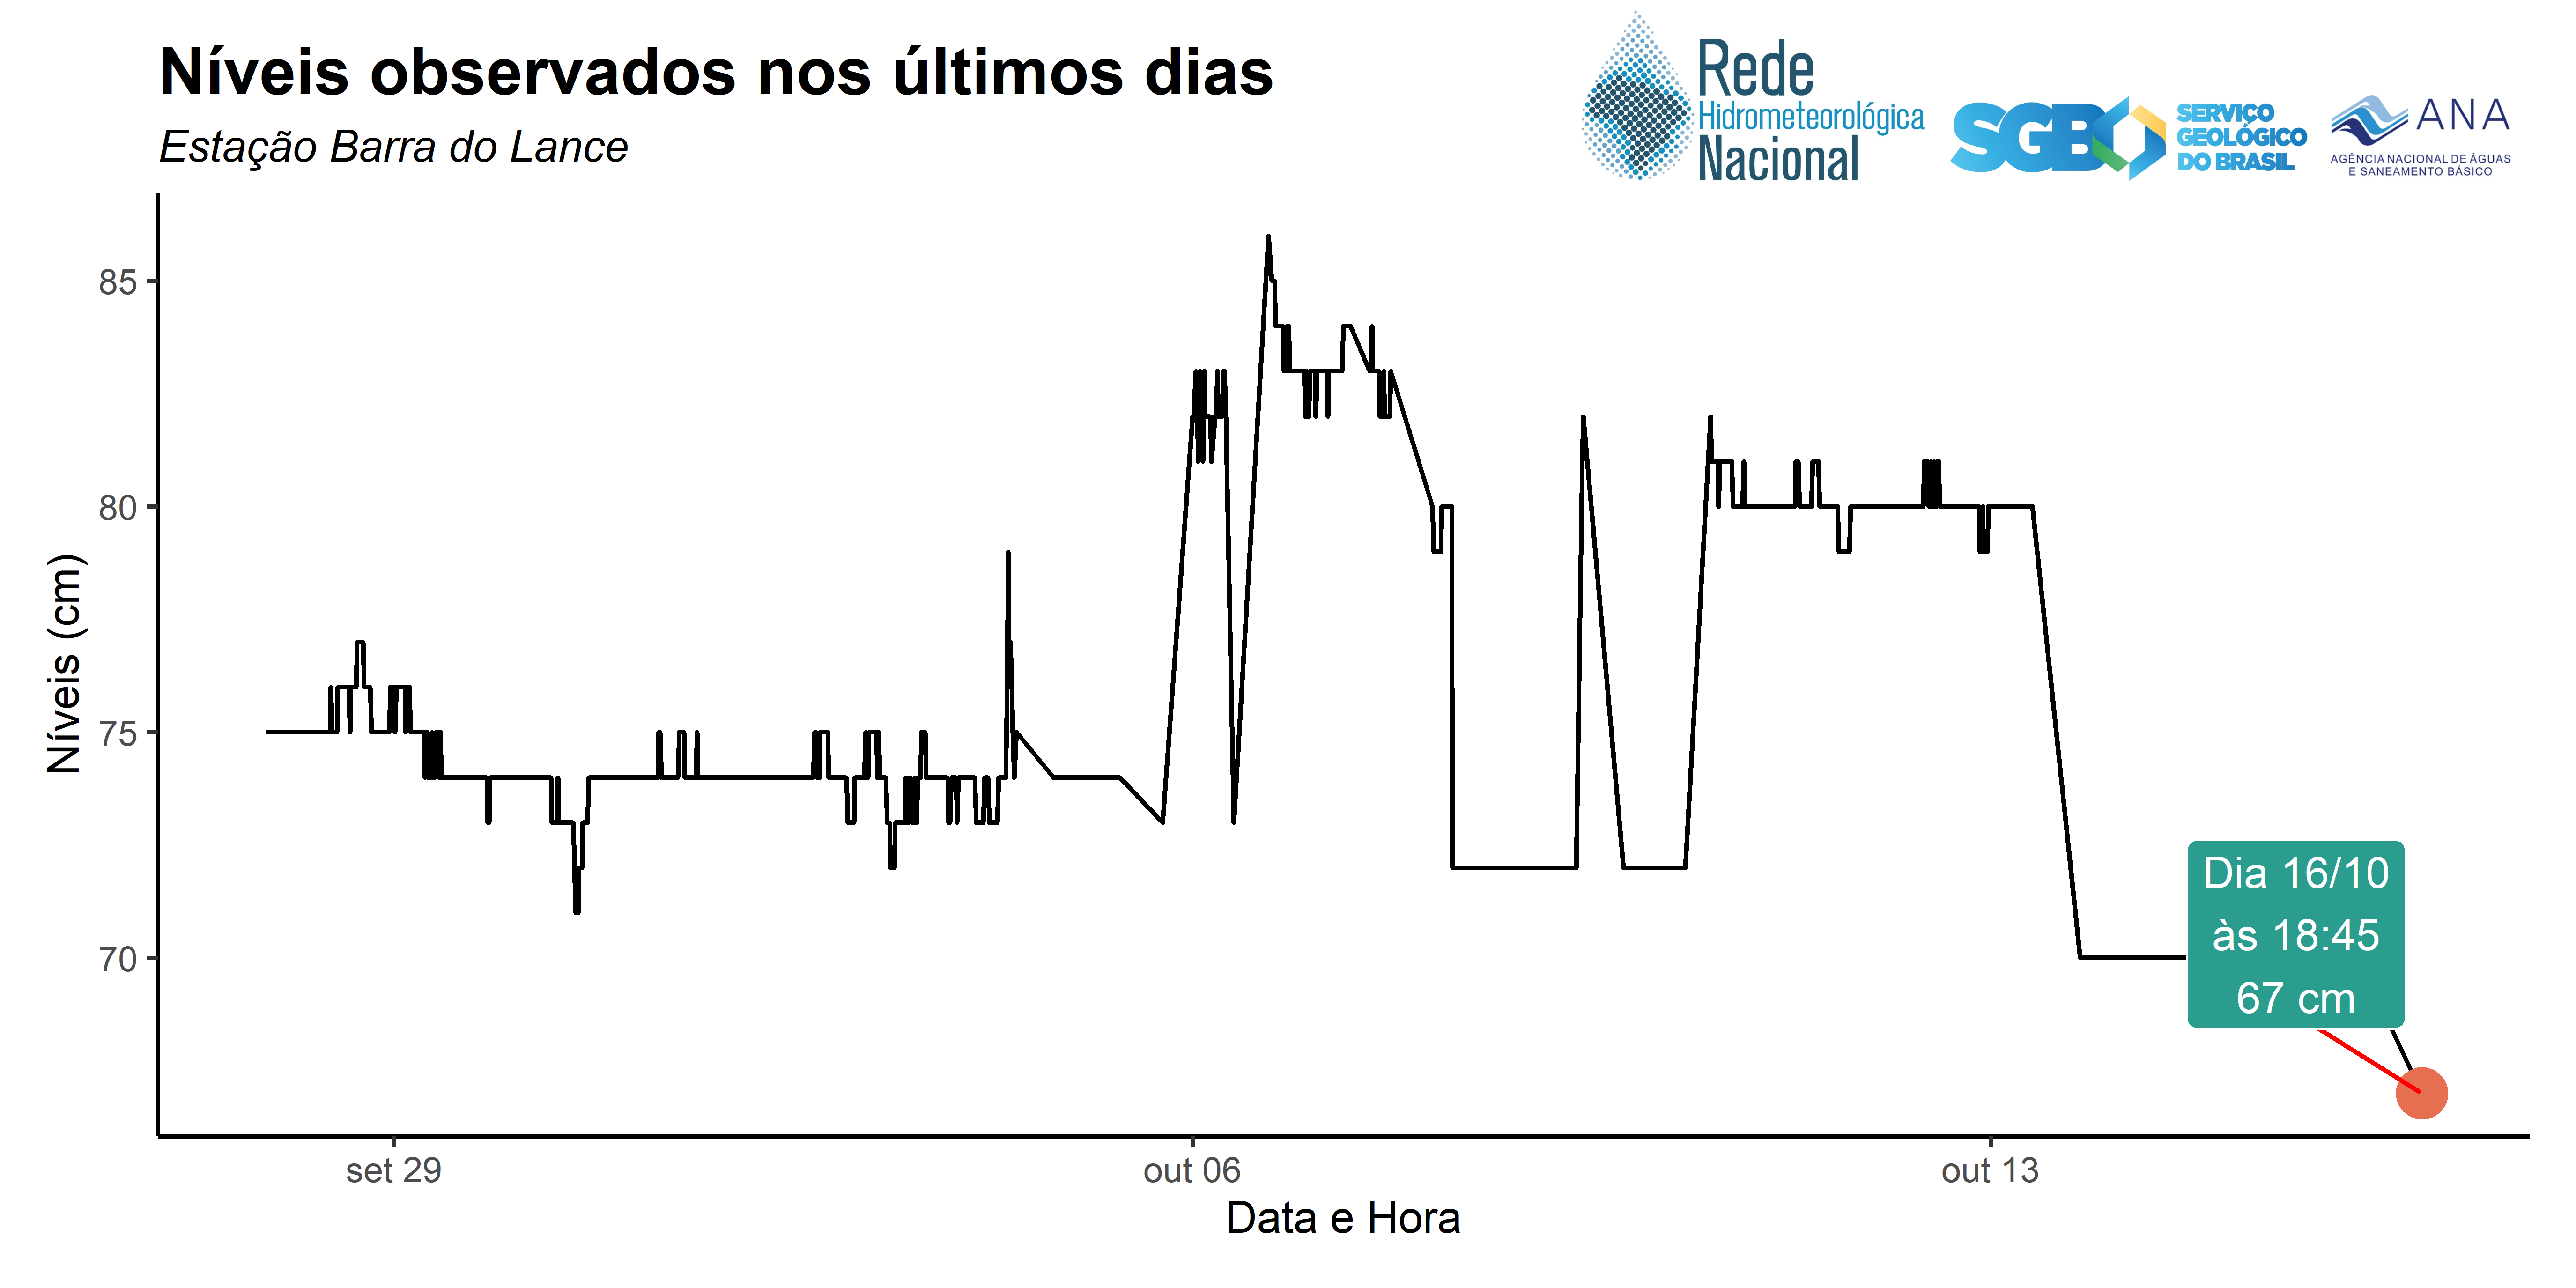 Níveis observados nos últimos dias
Estação Barra do Lance
Rede
Hidrometeorológica
Nacional
SGB
SERVIÇO
GEOLÓGICO
DO BRASIL
ANA
AGÊNCIA NACIONAL DE ÁGUAS
E SANEAMENTO BÁSICO
Níveis (cm)
85
80
75
70
Dia 16/10
às 18:45
67 cm
set 29
out 06
out 13
Data e Hora